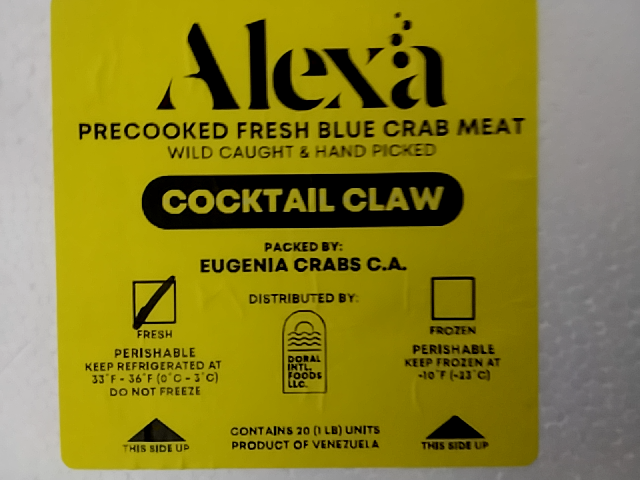 Alexa
PRECOOKED FRESH BLUE CRAB MEAT
WILD CAUGHT & HAND PICKED
COCKTAIL CLAW
PACKED BY:
EUGENIA CRABS C.A.
DISTRIBUTED BY:
DORAL
INTL.
FOODS
LLC.
FRESH
PERISHABLE
KEEP REFRIGERATED AT
33°F - 36°F (0°C - 3°C)
DO NOT FREEZE
FROZEN
PERISHABLE
KEEP FROZEN AT
-10°F (-23°C)
THIS SIDE UP
CONTAINS 20 (1 LB) UNITS
PRODUCT OF VENEZUELA
THIS SIDE UP